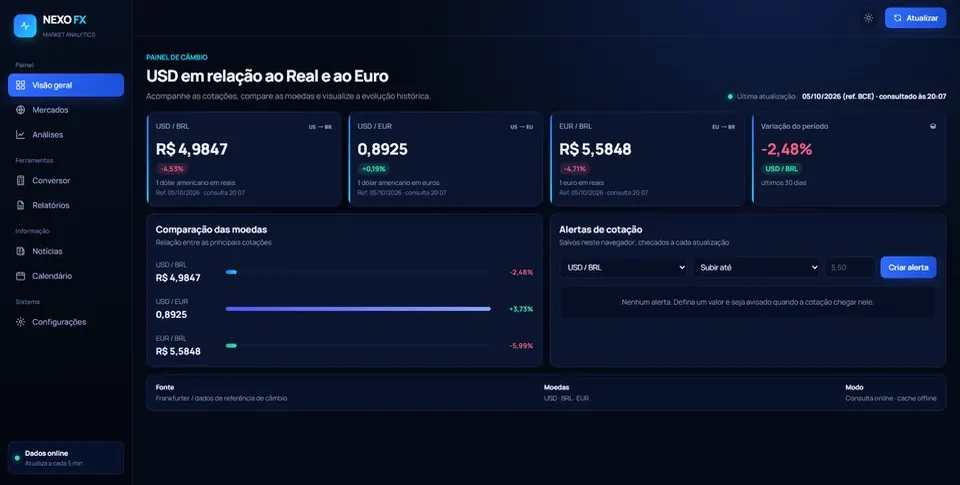 NEXO FX
MARKET ANALYTICS
Painel
Visão geral
Mercados
Análises
Ferramentas
Conversor
Relatórios
Informação
Notícias
Calendário
Sistema
Configurações
Dados online
Atualiza a cada 5 min
Atualizar
PAINEL DE CÂMBIO
USD em relação ao Real e ao Euro
Acompanhe as cotações, compare as moedas e visualize a evolução histórica.
Última atualização: 05/10/2026 (ref. BCE) · consultado às 20:07
USD / BRL US → BR
R$ 4,9847
-4,53%
1 dólar americano em reais
Ref. 05/10/2026 · consulta 20:07
USD / EUR US → EU
0,8925
+0,19%
1 dólar americano em euros
Ref. 05/10/2026 · consulta 20:07
EUR / BRL EU → BR
R$ 5,5848
-4,71%
1 euro em reais
Ref. 05/10/2026 · consulta 20:07
Variação do período
-2,48%
USD / BRL
últimos 30 dias
Comparação das moedas
Relação entre as principais cotações
USD / BRL
R$ 4,9847
-2,48%
USD / EUR
0,8925
+3,73%
EUR / BRL
R$ 5,5848
-5,99%
Alertas de cotação
Salvos neste navegador; checados a cada atualização
USD / BRL Subir até 5,50 Criar alerta
Nenhum alerta. Defina um valor e seja avisado quando a cotação chegar nele.
Fonte
Frankfurter / dados de referência de câmbio
Moedas
USD · BRL · EUR
Modo
Consulta online · cache offline